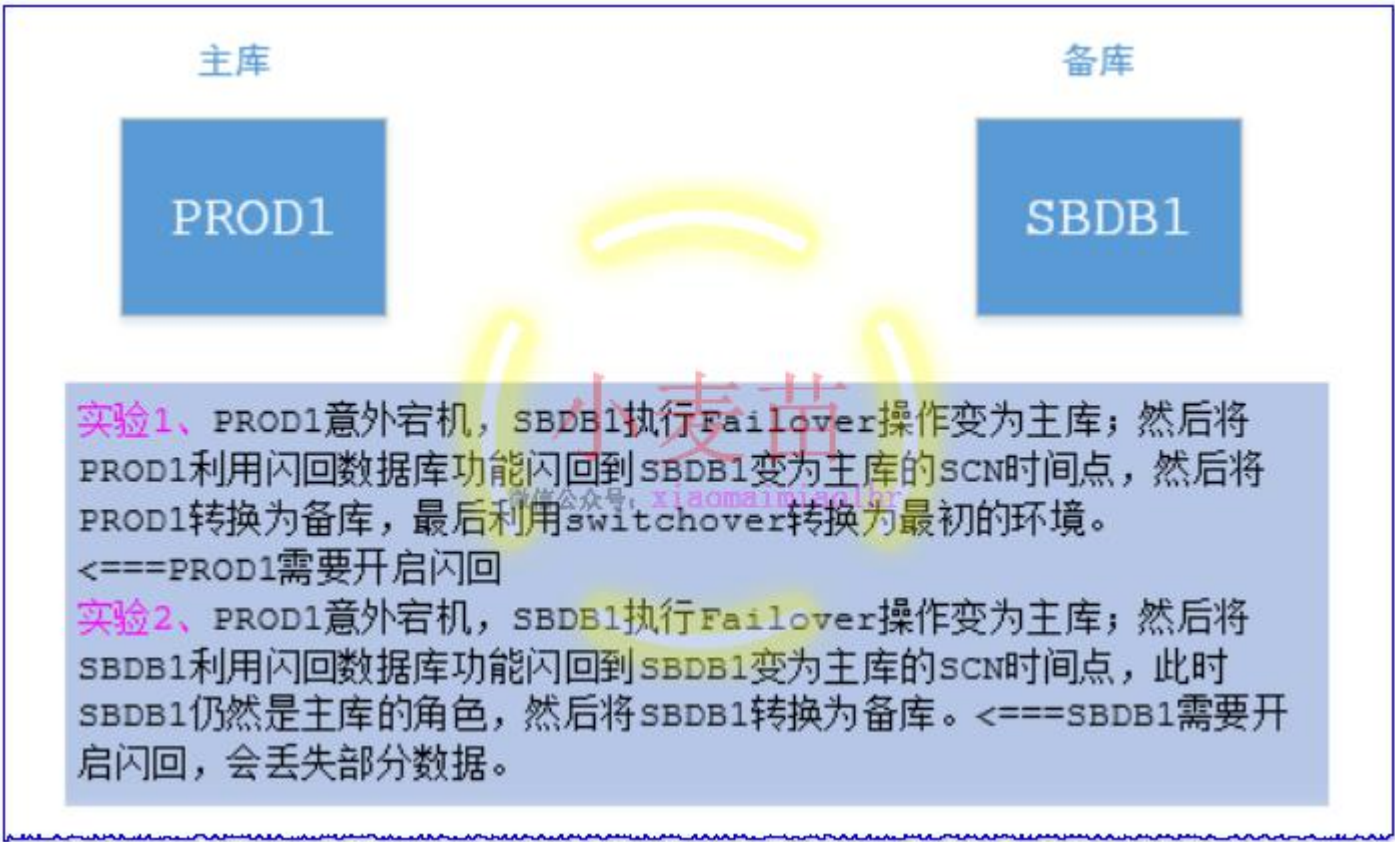 主库
备库
PROD1
SBDB1
小麦苗
微信公众号：xiaomaimiaolhr
实验1、PROD1意外宕机，SBDB1执行Failover操作变为主库；然后将
PROD1利用闪回数据库功能闪回到SBDB1变为主库的SCN时间点，然后将
PROD1转换为备库，最后利用switchover转换为最初的环境。
<===PROD1需要开启闪回
实验2、PROD1意外宕机，SBDB1执行Failover操作变为主库；然后将
SBDB1利用闪回数据库功能闪回到SBDB1变为主库的SCN时间点，此时
SBDB1仍然是主库的角色，然后将SBDB1转换为备库。<===SBDB1需要开
启闪回，会丢失部分数据。